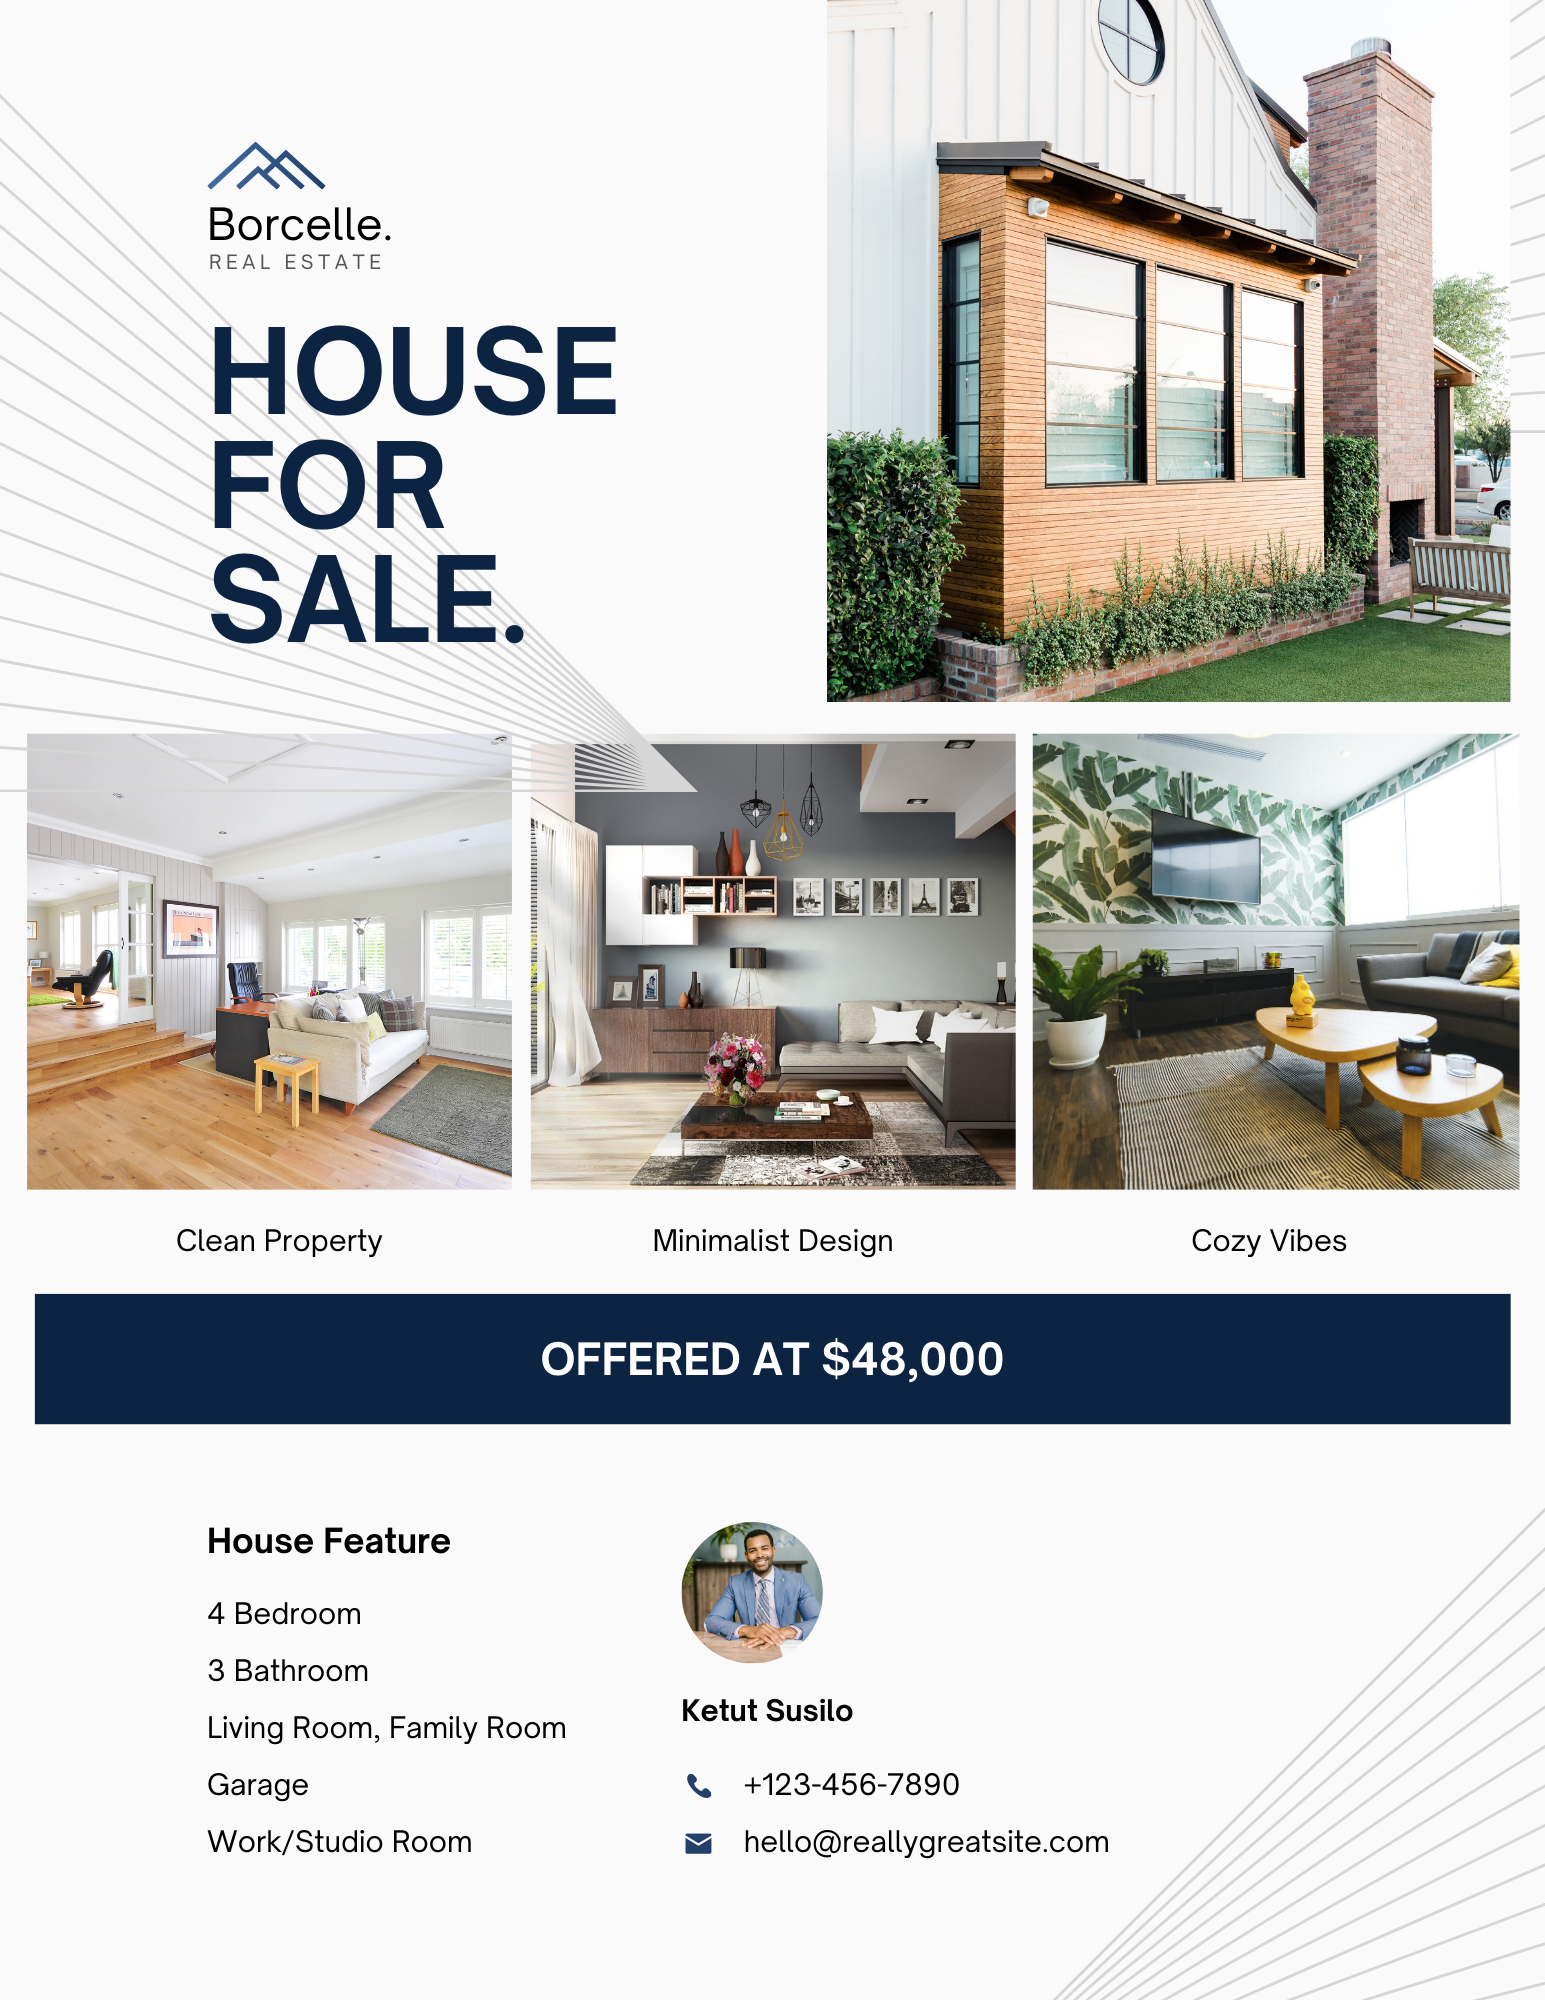 Borcelle.
REAL ESTATE
HOUSE
FOR
SALE.
Clean Property
Minimalist Design
Cozy Vibes
OFFERED AT $48,000
House Feature
4 Bedroom
3 Bathroom
Living Room, Family Room
Garage
Work/Studio Room
Ketut Susilo
+123-456-7890
hello@reallygreatsite.com